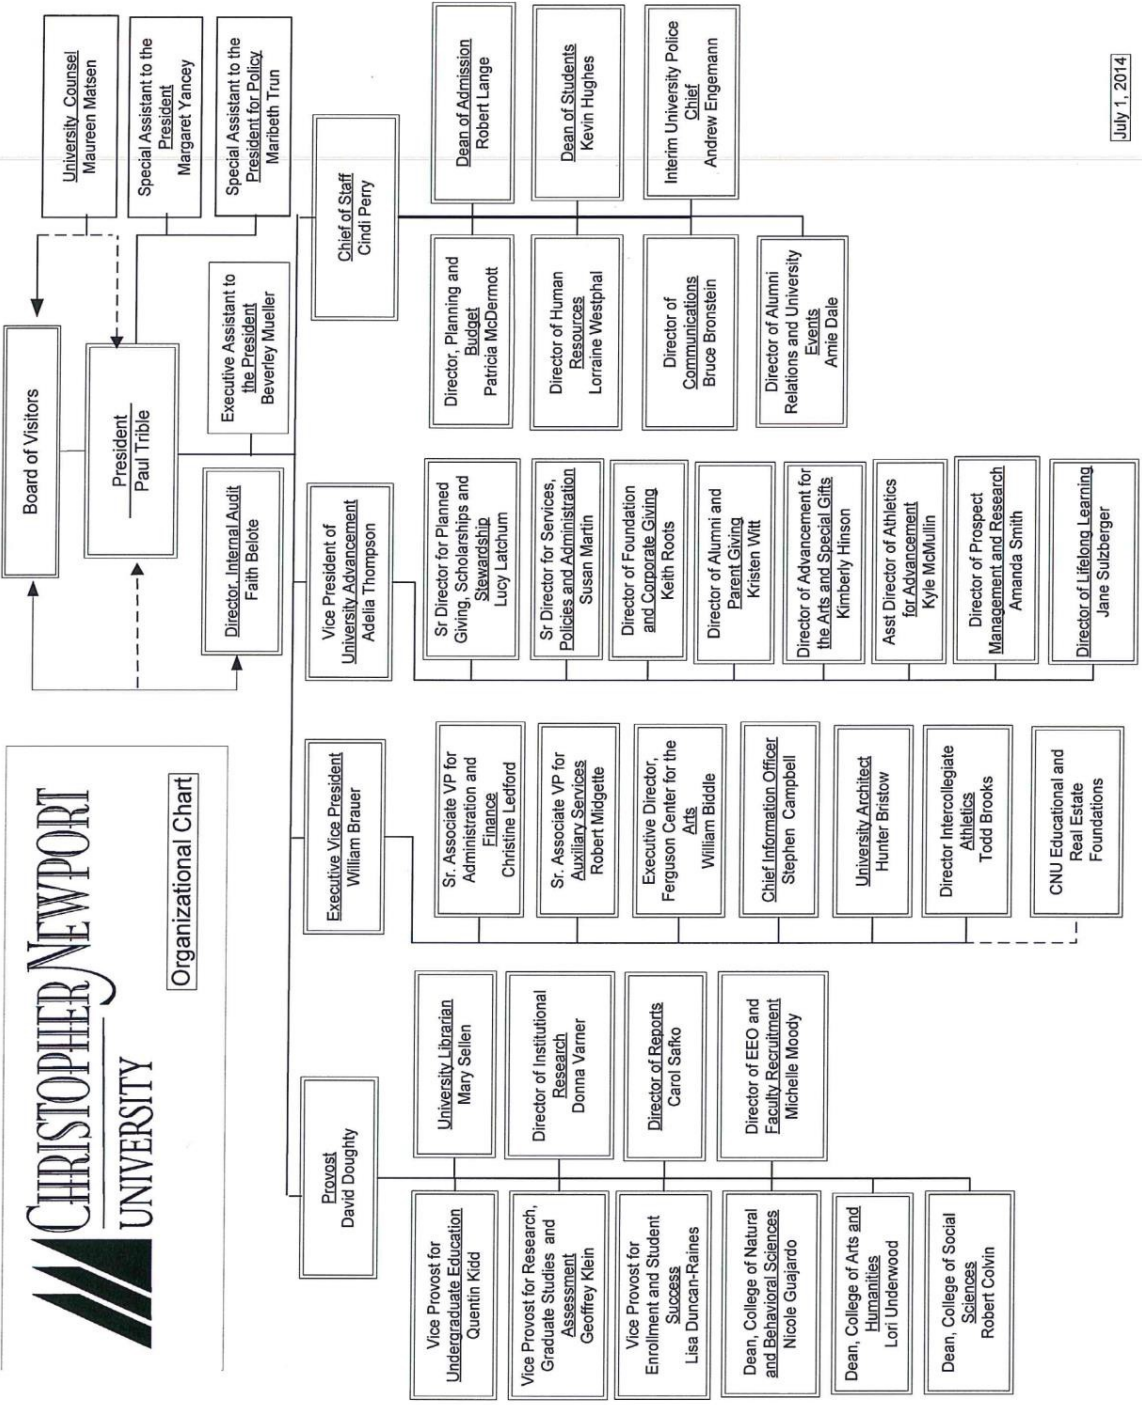 CHRISTOPHER NEWPORT
UNIVERSITY
Organizational Chart
Board of Visitors
President
Paul Trible
University Counsel
Maureen Matsen
Special Assistant to the
President
Margaret Yancey
Special Assistant to the
President for Policy
Maribeth Trun
Director, Internal Audit
Faith Belote
Executive Assistant to
the President
Beverley Mueller
Provost
David Doughty
Executive Vice President
William Brauer
Vice President of
University Advancement
Adelia Thompson
Chief of Staff
Cindi Perry
Vice Provost for
Undergraduate Education
Quentin Kidd
Vice Provost for Research,
Graduate Studies and
Assessment
Geoffrey Klein
Vice Provost for
Enrollment and Student
Success
Lisa Duncan-Raines
Dean, College of Natural
and Behavioral Sciences
Nicole Guajardo
Dean, College of Arts and
Humanities
Lori Underwood
Dean, College of Social
Sciences
Robert Colvin
University Librarian
Mary Sellen
Director of Institutional
Research
Donna Varner
Director of Reports
Carol Safko
Director of EEO and
Faculty Recruitment
Michelle Moody
Sr. Associate VP for
Administration and
Finance
Christine Ledford
Sr. Associate VP for
Auxiliary Services
Robert Midgette
Executive Director,
Ferguson Center for the
Arts
William Biddle
Chief Information Officer
Stephen Campbell
University Architect
Hunter Bristow
Director Intercollegiate
Athletics
Todd Brooks
CNU Educational and
Real Estate
Foundations
Sr Director for Planned
Giving, Scholarships and
Stewardship
Lucy Latchum
Sr Director for Services,
Policies and Administration
Susan Martin
Director of Foundation
and Corporate Giving
Keith Roots
Director of Alumni and
Parent Giving
Kristen Witt
Director of Advancement for
the Arts and Special Gifts
Kimberly Hinson
Asst Director of Athletics
for Advancement
Kyle McMullin
Director of Prospect
Management and Research
Amanda Smith
Director of Lifelong Learning
Jane Sulzberger
Director, Planning and
Budget
Patricia McDermott
Director of Human
Resources
Lorraine Westphal
Director of
Communications
Bruce Bronstein
Director of Alumni
Relations and University
Events
Amie Dale
Dean of Admission
Robert Lange
Dean of Students
Kevin Hughes
Interim University Police
Chief
Andrew Engemann
July 1, 2014